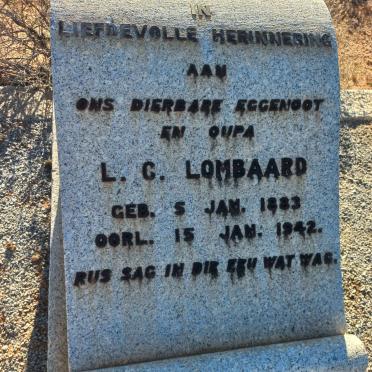 IN
LIEFDEVOLLE HERINNERING
AAN
ONS DIERBARE EGGENOOT
EN OUPA
L. C. LOMBAARD
GEB. 5 JAN. 1883
OORL. 15 JAN. 1942.
RUS SAG IN DIE EEU WAT WAG.